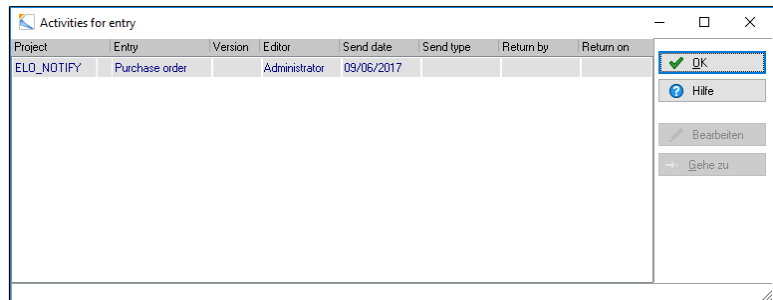 Activities for entry
Project Entry Version Editor Send date Send type Return by Return on
ELO_NOTIFY Purchase order Administrator 09/06/2017
OK
Hilfe
Bearbeiten
Gehe zu